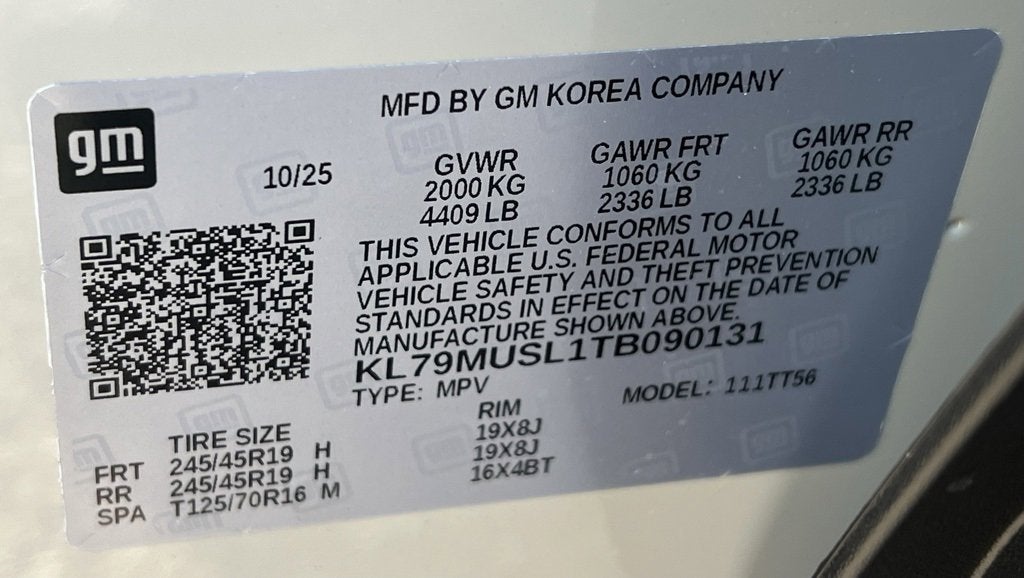 gm
MFD BY GM KOREA COMPANY
10/25
GVWR GAWR FRT GAWR RR
2000 KG 1060 KG 1060 KG
4409 LB 2336 LB 2336 LB
THIS VEHICLE CONFORMS TO ALL
APPLICABLE U.S. FEDERAL MOTOR
VEHICLE SAFETY AND THEFT PREVENTION
STANDARDS IN EFFECT ON THE DATE OF
MANUFACTURE SHOWN ABOVE.
KL79MUSL1TB090131
TYPE: MPV MODEL: 111TT56
TIRE SIZE RIM
FRT 245/45R19 H 19X8J
RR 245/45R19 H 19X8J
SPA T125/70R16 M 16X4BT